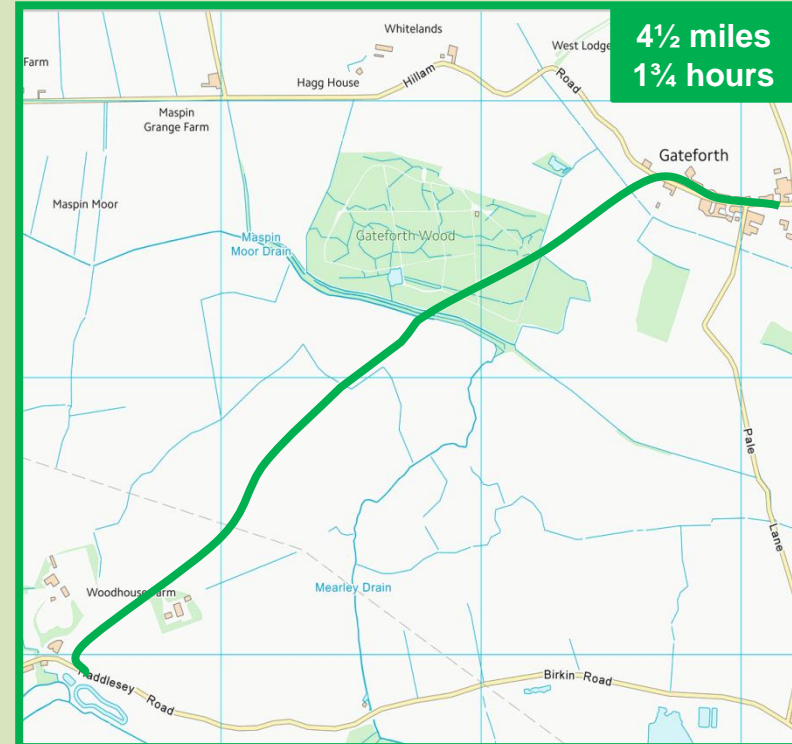 4½ miles
1¾ hours
Whitelands
West Lodge
Farm
Hagg House
Hillam
Road
Maspin
Grange Farm
Gateforth
Maspin Moor
Gateforth Wood
Maspin
Moor Drain
Pale
Lane
Mearley Drain
Woodhouse Farm
Haddlesey Road
Birkin Road